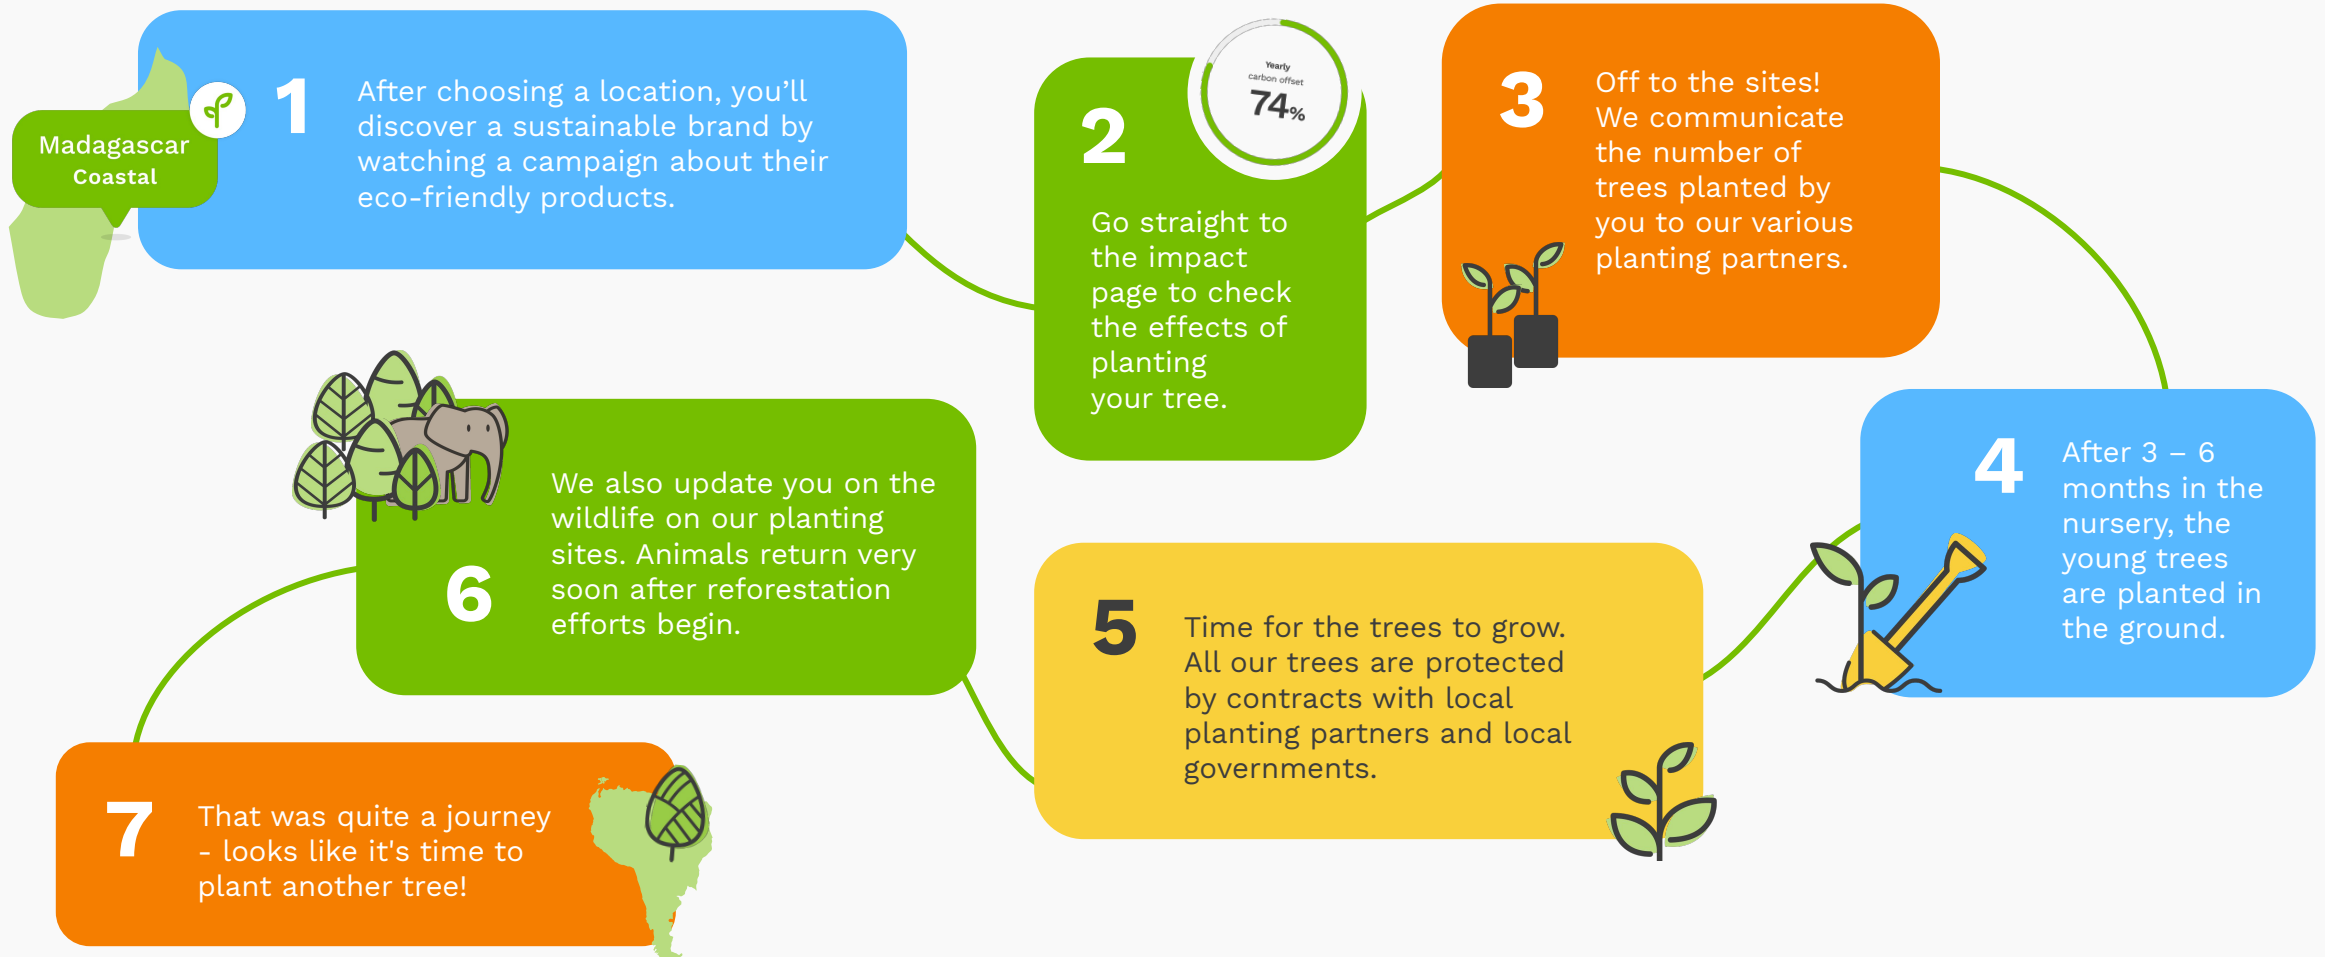 Madagascar
Coastal
1
After choosing a location, you’ll
discover a sustainable brand by
watching a campaign about their
eco-friendly products.
Yearly
carbon offset
74%
2
Go straight to
the impact
page to check
the effects of
planting
your tree.
3
Off to the sites!
We communicate
the number of
trees planted by
you to our various
planting partners.
4
After 3 – 6
months in the
nursery, the
young trees
are planted in
the ground.
5
Time for the trees to grow.
All our trees are protected
by contracts with local
planting partners and local
governments.
6
We also update you on the
wildlife on our planting
sites. Animals return very
soon after reforestation
efforts begin.
7
That was quite a journey
- looks like it's time to
plant another tree!